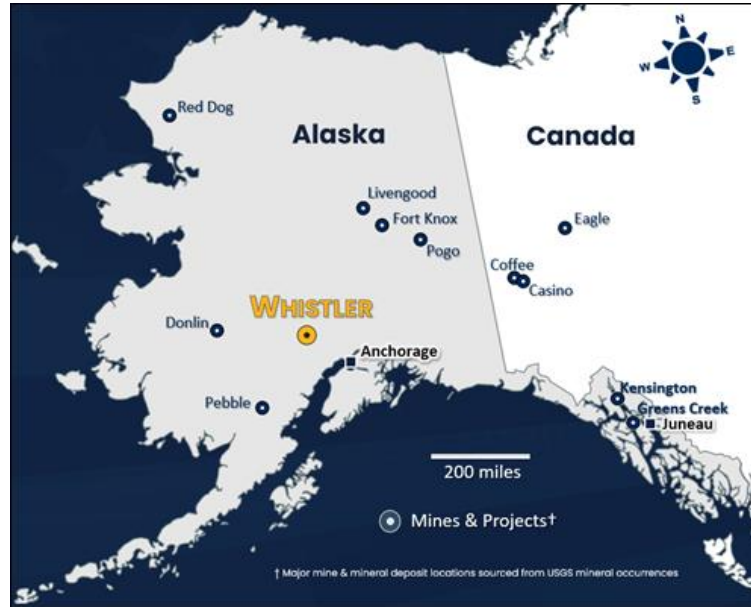 N
W E
S
Red Dog
Alaska
Canada
Livengood
Fort Knox
Pogo
Eagle
Coffee
Casino
WHISTLER
Donlin
Anchorage
Pebble
Kensington
Greens Creek
Juneau
200 miles
Mines & Projects†
† Major mine & mineral deposit locations sourced from USGS mineral occurrences